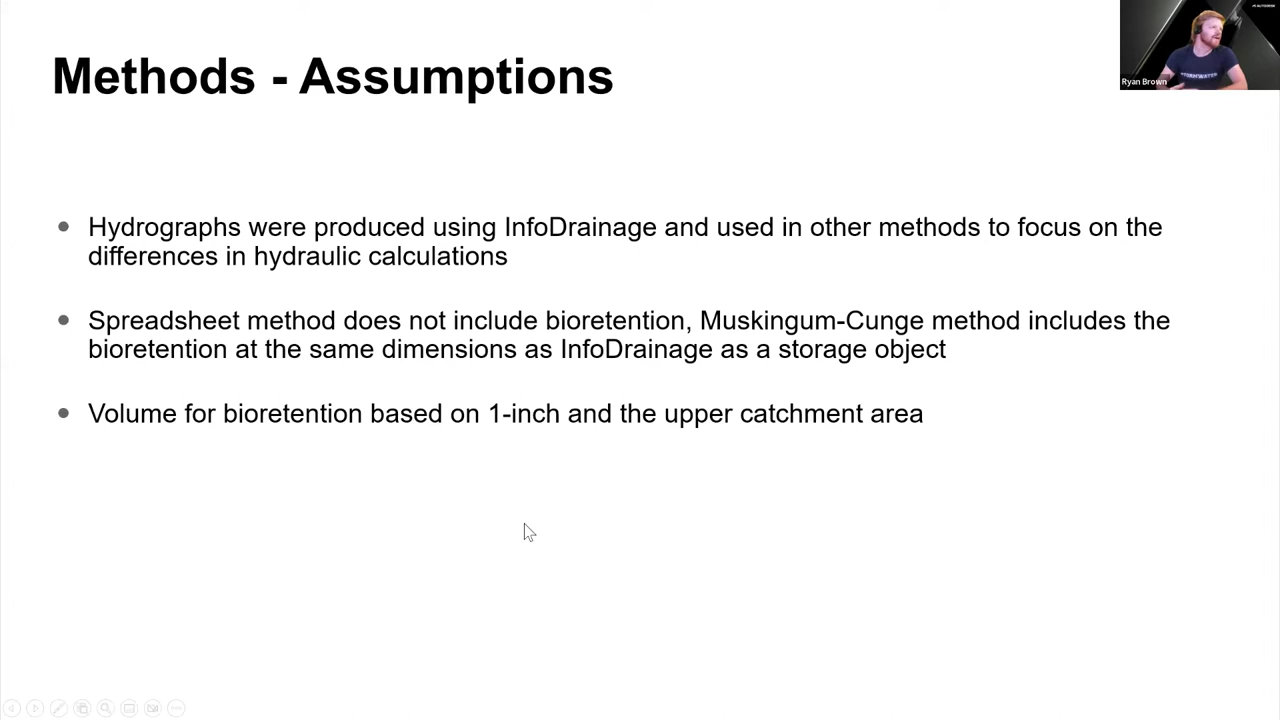 Methods - Assumptions
AUTODESK
STORMWATER
Ryan Brown
Hydrographs were produced using InfoDrainage and used in other methods to focus on the
differences in hydraulic calculations
Spreadsheet method does not include bioretention, Muskingum-Cunge method includes the
bioretention at the same dimensions as InfoDrainage as a storage object
Volume for bioretention based on 1-inch and the upper catchment area